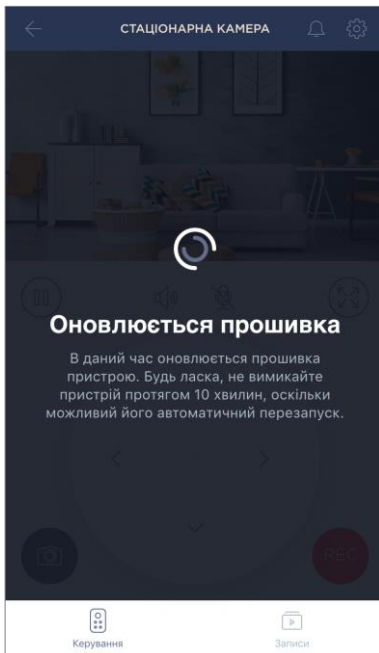 СТАЦІОНАРНА КАМЕРА
Оновлюється прошивка
В даний час оновлюється прошивка
пристрою. Будь ласка, не вимикайте
пристрій протягом 10 хвилин, оскільки
можливий його автоматичний перезапуск.
REC
Керування
Записи